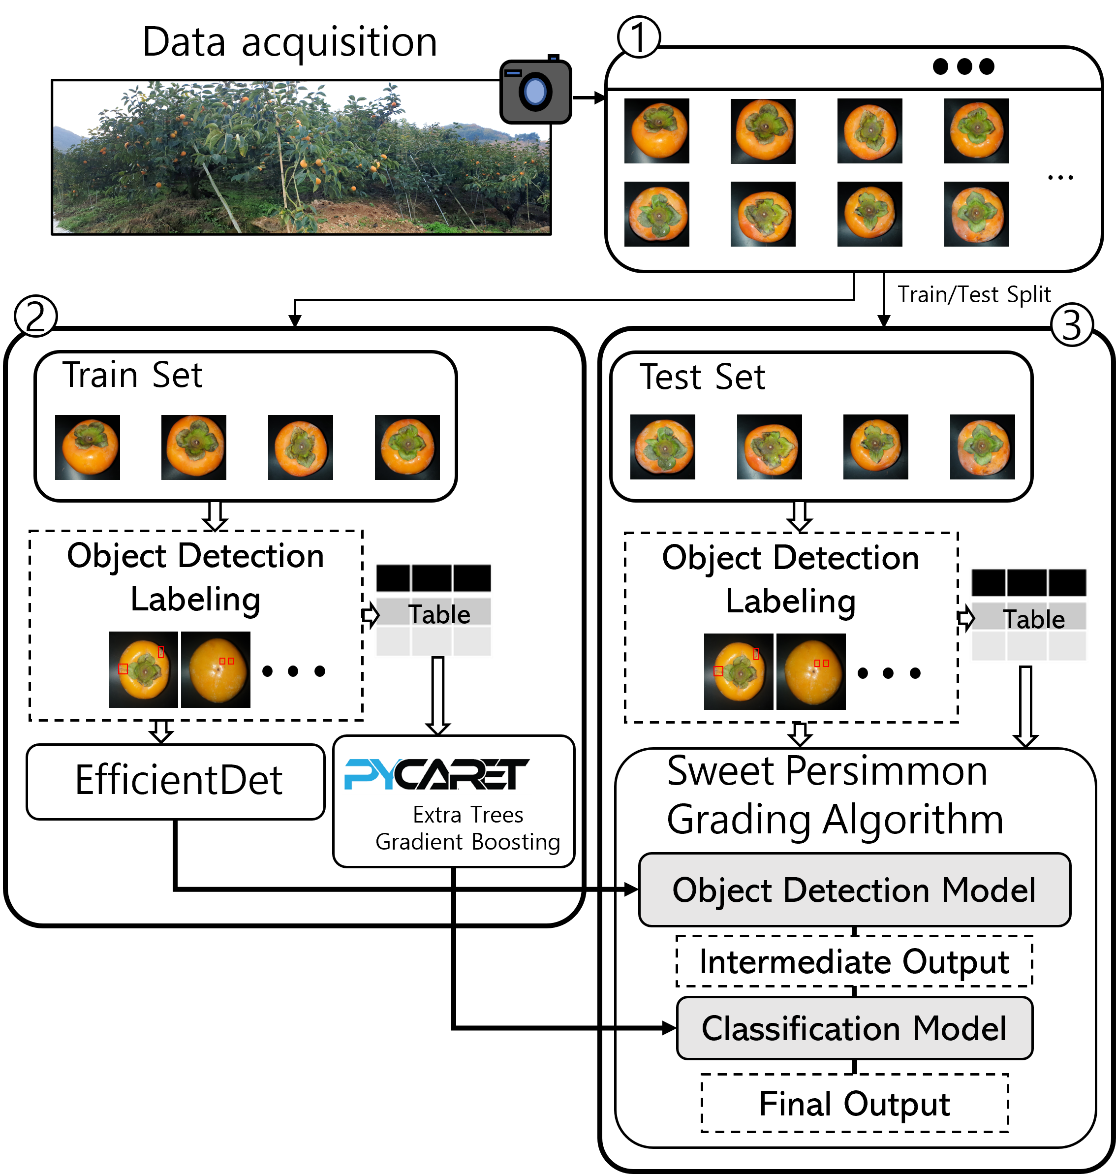 Data acquisition
1
...
Train/Test Split
2
Train Set
Object Detection
Labeling
Table
EfficientDet
PYCARET
Extra Trees
Gradient Boosting
3
Test Set
Object Detection
Labeling
Table
Sweet Persimmon
Grading Algorithm
Object Detection Model
Intermediate Output
Classification Model
Final Output